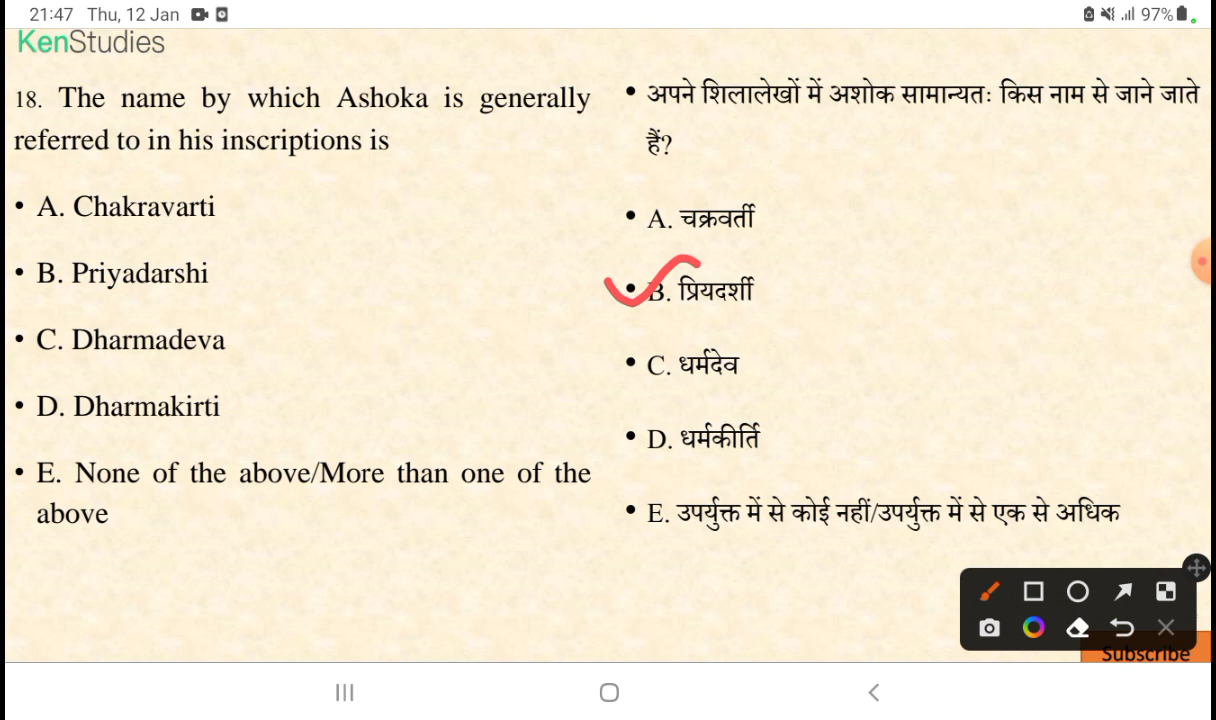 21:47 Thu, 12 Jan
97%
KenStudies
18. The name by which Ashoka is generally
referred to in his inscriptions is
• A. Chakravarti
• B. Priyadarshi
• C. Dharmadeva
• D. Dharmakirti
• E. None of the above/More than one of the
above
• अपने शिलालेखों में अशोक सामान्यतः किस नाम से जाने जाते
हैं?
• A. चक्रवर्ती
• B. प्रियदर्शी
• C. धर्मदेव
• D. धर्मकीर्ति
• E. उपर्युक्त में से कोई नहीं/उपर्युक्त में से एक से अधिक
Subscribe